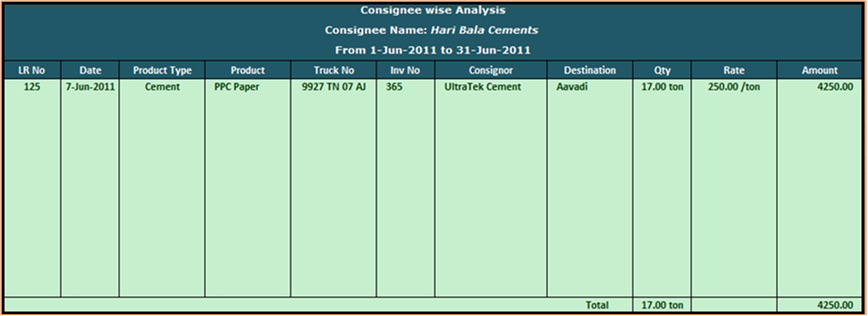 Consignee wise Analysis
Consignee Name: Hari Bala Cements
From 1-Jun-2011 to 31-Jun-2011
LR No Date Product Type Product Truck No Inv No Consignor Destination Qty Rate Amount
125 7-Jun-2011 Cement PPC Paper 9927 TN 07 AJ 365 UltraTek Cement Aavadi 17.00 ton 250.00 /ton 4250.00
Total 17.00 ton 4250.00